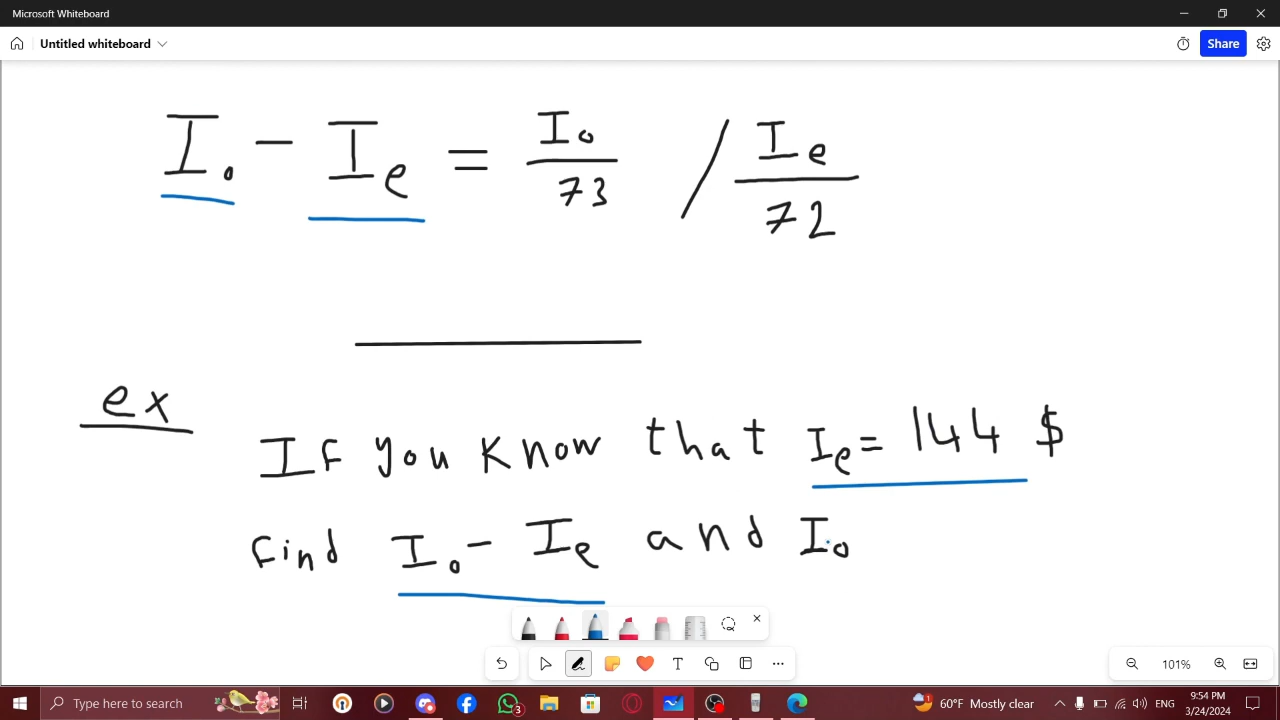 Microsoft Whiteboard
Untitled whiteboard
Share
I₀ - Iₑ = I₀/73 / Iₑ/72
ex
If you know that Iₑ = 144 $
find I₀ - Iₑ and I₀
T
101%
Type here to search
3
1
60°F Mostly clear
ENG
9:54 PM
3/24/2024